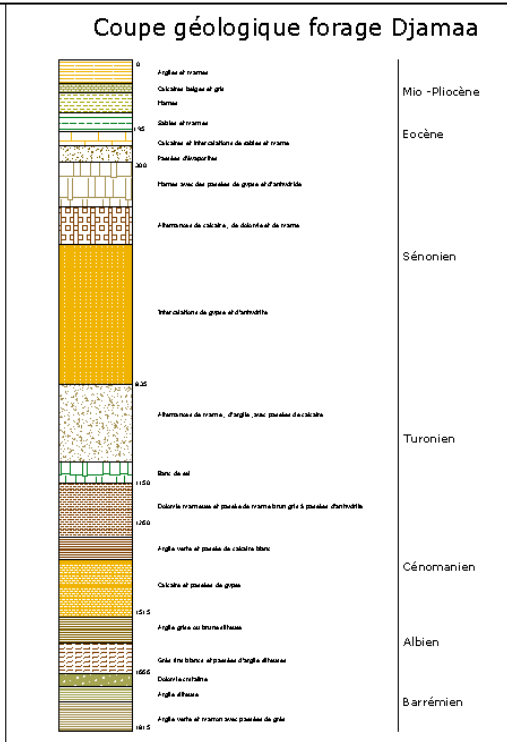 Coupe géologique forage Djamaa
0
Argiles et marnes
Calcaires beiges et gris
Mio -Pliocène
Marnes
Sables et marnes
195
Eocène
Calcaires et intercalations de sables et marne
Passées d'évaporites
300
Marnes avec des passées de gypse et d'anhydride
Alternances de calcaire, de dolomie et de marne
Sénonien
Intercalations de gypse et d'anhydrite
835
Alternances de marne, d'argile, avec passées de calcaire
Turonien
Banc de sel
1150
Dolomie marneuse et passée de marne brun gris à passées d'anhydrite
1260
Argile verte et passée de calcaire blanc
Cénomanien
Calcaire et passées de gypse
1515
Argile grise ou brune silteuse
Albien
Grès fins blancs et passées d'argile silteuses
1666
Dolomie cristaline
Argile silteuse
Barrémien
Argile verte et marron avec passées de grès
1815